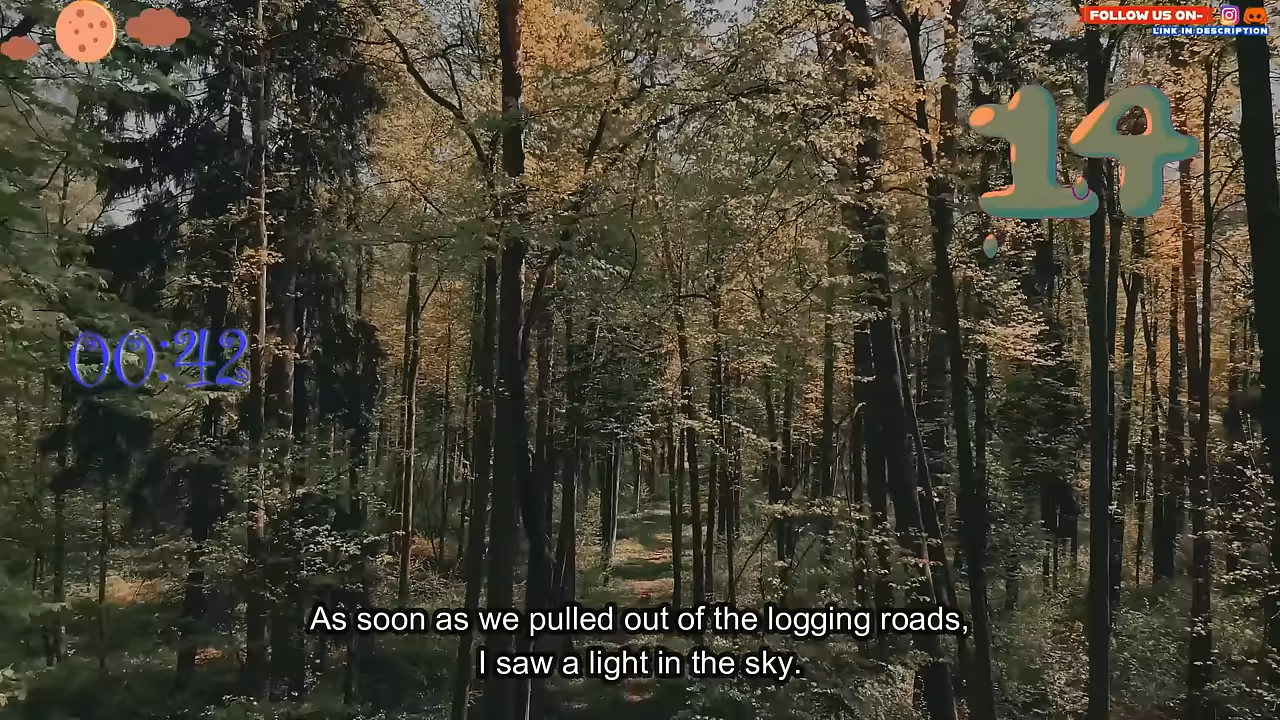 FOLLOW US ON-
LINK IN DESCRIPTION
14
00:42
As soon as we pulled out of the logging roads,
I saw a light in the sky.